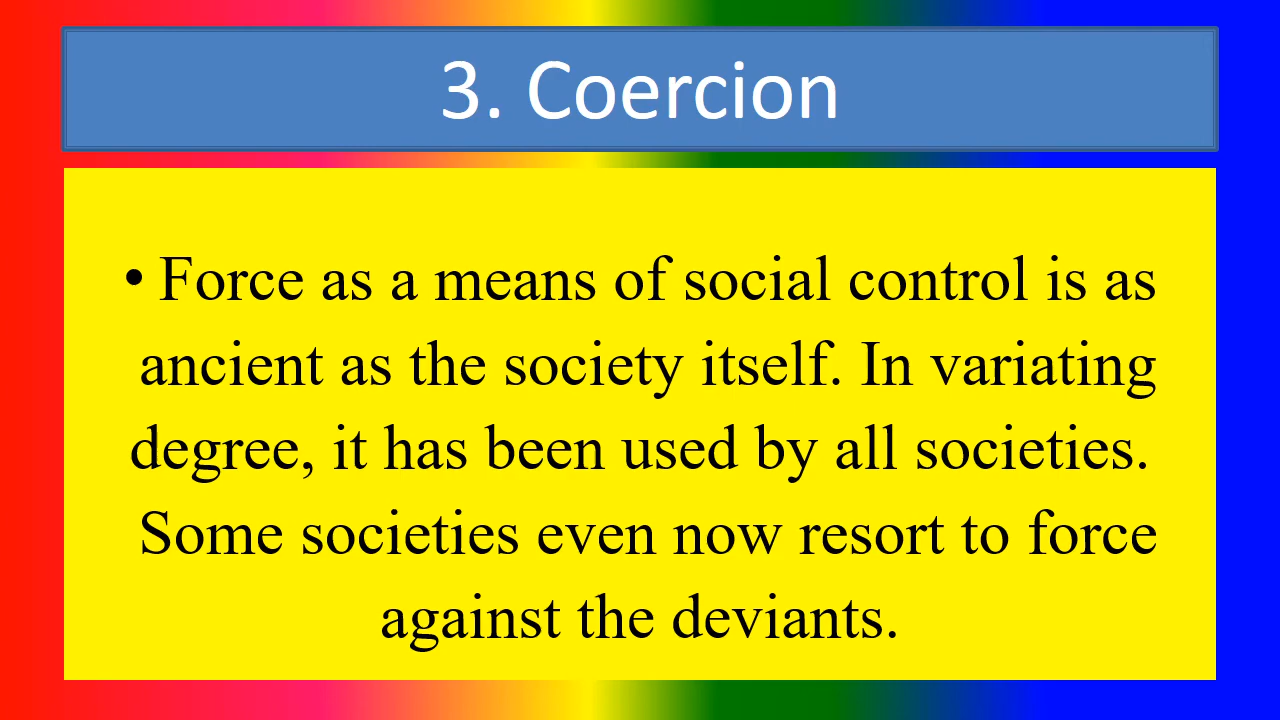 3. Coercion
• Force as a means of social control is as
ancient as the society itself. In variating
degree, it has been used by all societies.
Some societies even now resort to force
against the deviants.